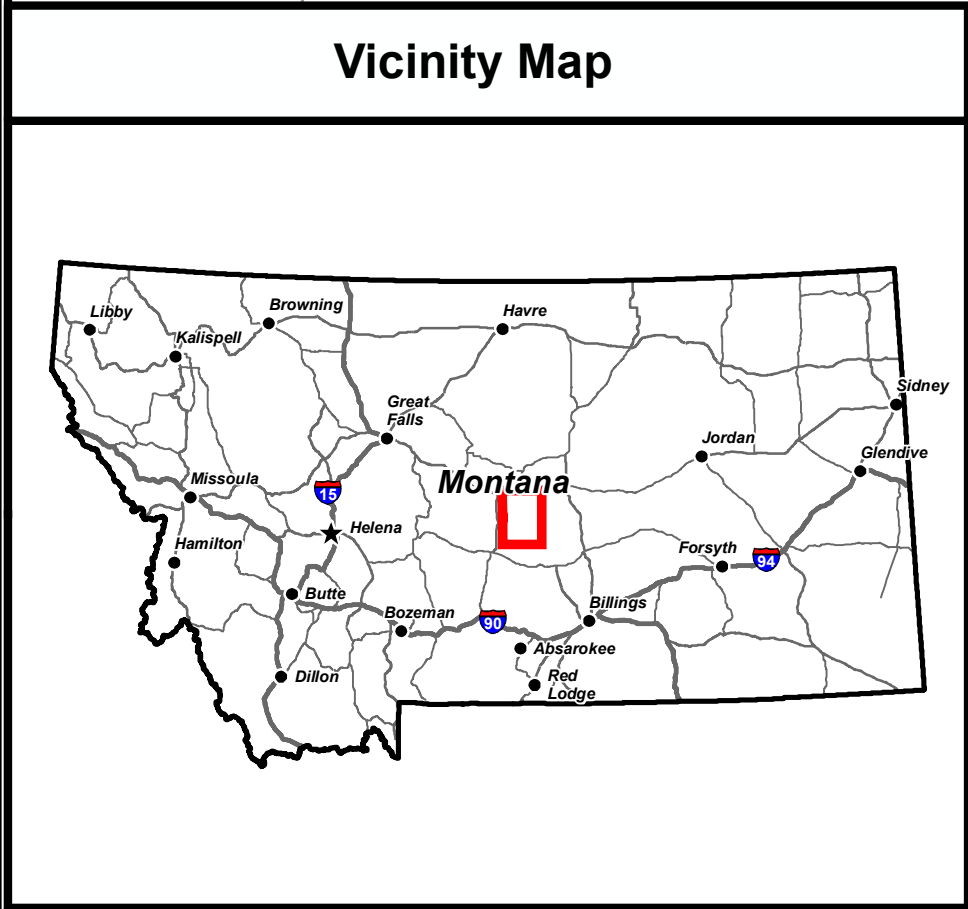 Vicinity Map
Browning
Havre
Libby
Kalispell
Sidney
Great
Falls
Jordan
Glendive
Missoula
Montana
15
Helena
Hamilton
Forsyth
94
Butte
Billings
Bozeman
90
Absarokee
Dillon
Red
Lodge